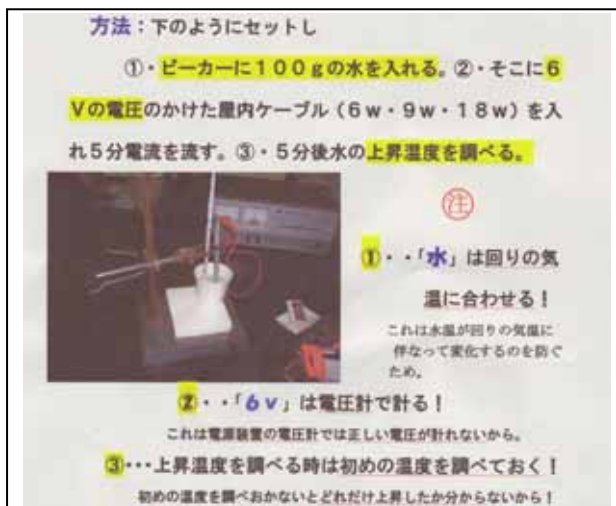 方法：下のようにセットし
①・ビーカーに１００ｇの水を入れる。②・そこに６
Ｖの電圧のかけた屋内ケーブル（６ｗ・９ｗ・１８ｗ）を入
れ５分電流を流す。③・５分後水の上昇温度を調べる。
注
①・・「水」は回りの気
温に合わせる！
これは水温が回りの気温に
伴なって変化するのを防ぐ
ため。
②・・「６ｖ」は電圧計で計る！
これは電源装置の電圧計では正しい電圧が計れないから。
③・・・上昇温度を調べる時は初めの温度を調べておく！
初めの温度を調べおかないとどれだけ上昇したか分からないから！